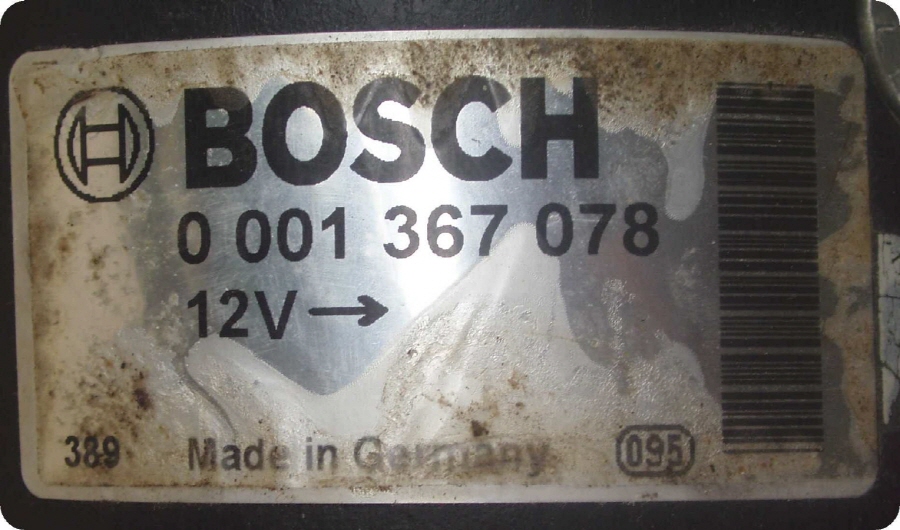 BOSCH
0 001 367 078
12V →
389 Made in Germany 095